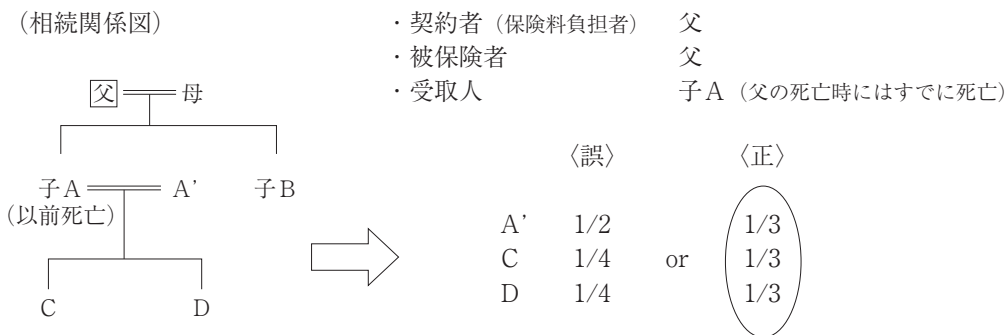 （相続関係図）
・契約者（保険料負担者） 父
・被保険者 父
・受取人 子A（父の死亡時にはすでに死亡）
父 母
子A A' 子B
（以前死亡）
C D
〈誤〉 〈正〉
A' 1/2 1/3
C 1/4 or 1/3
D 1/4 1/3